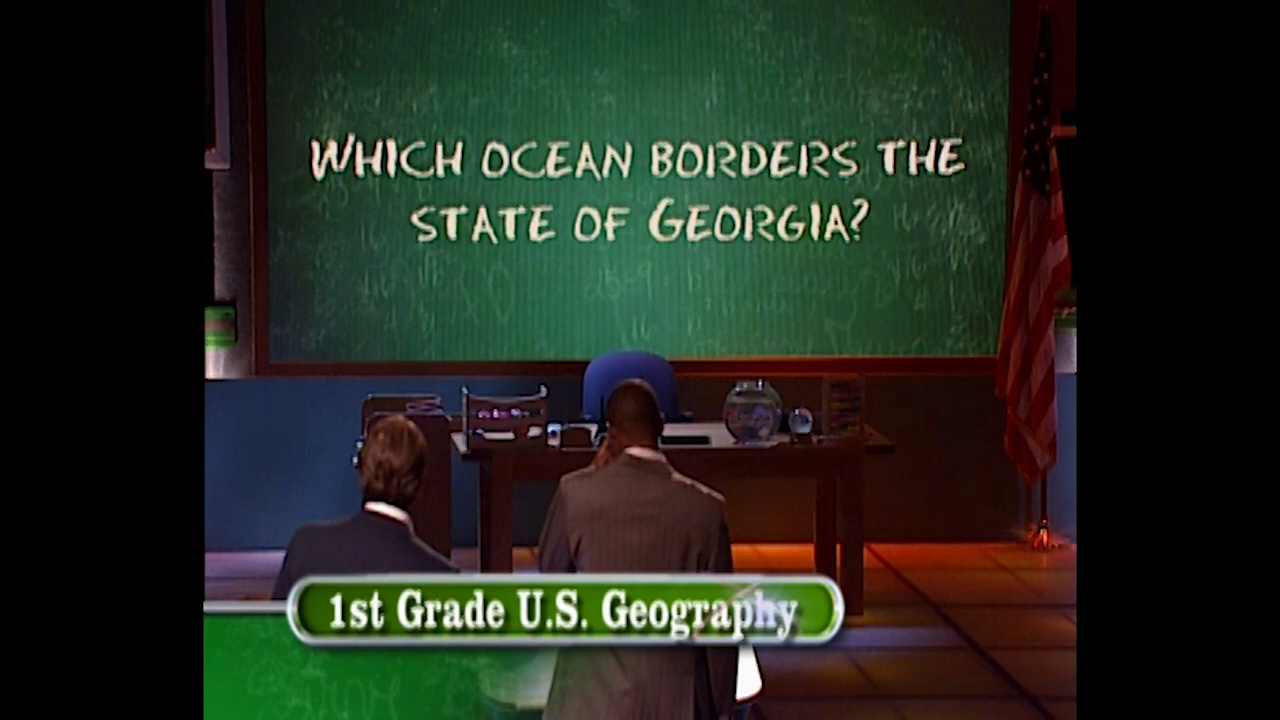 WHICH OCEAN BORDERS THE
STATE OF GEORGIA?
1st Grade U.S. Geography